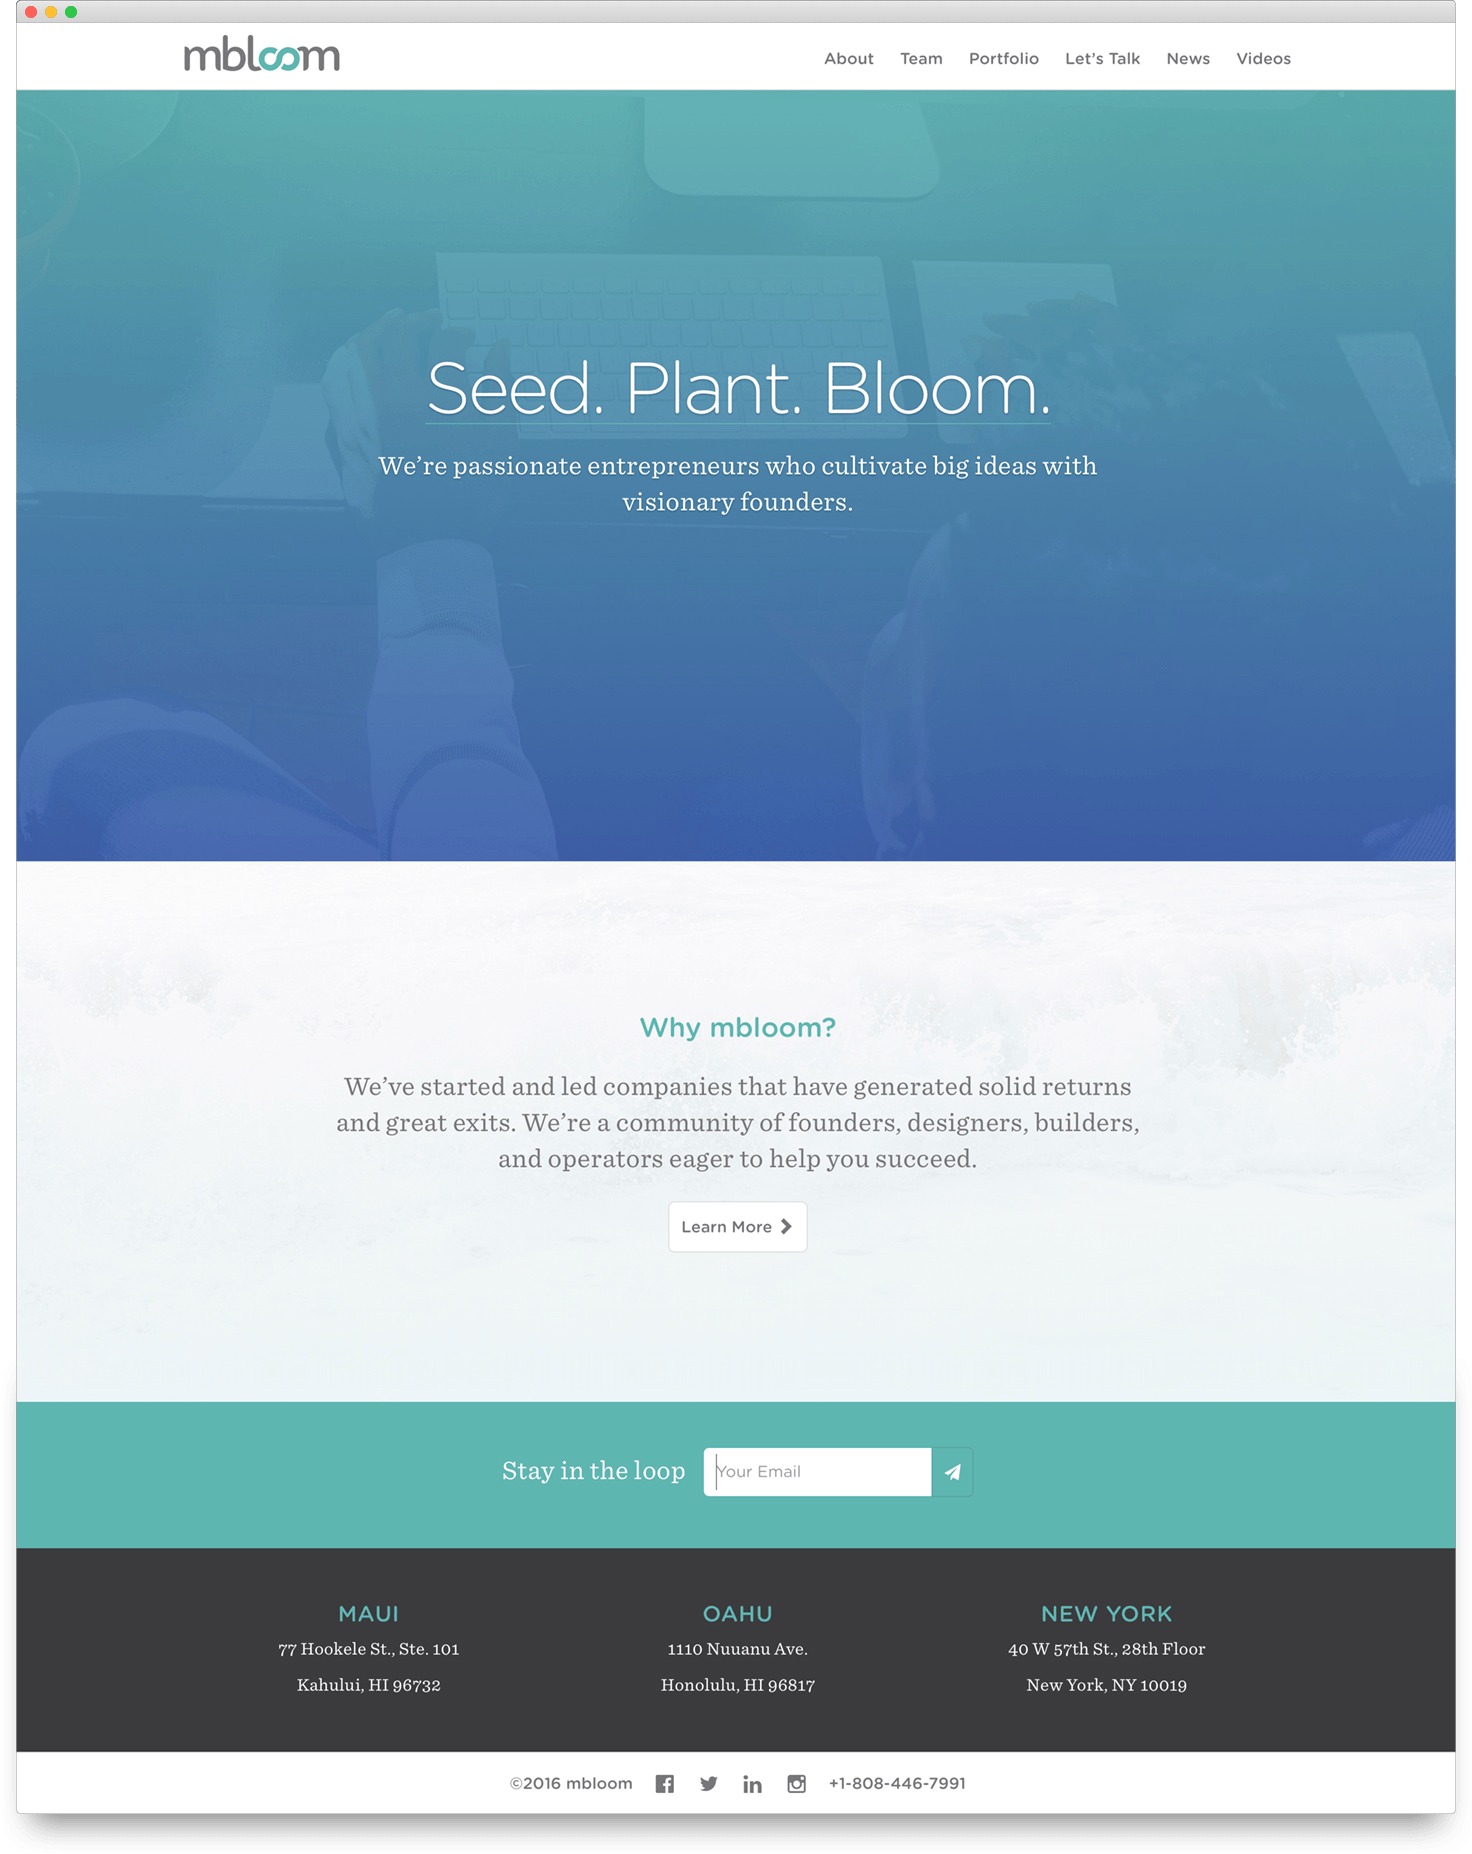 mbloom
About Team Portfolio Let’s Talk News Videos
Seed. Plant. Bloom.
We’re passionate entrepreneurs who cultivate big ideas with
visionary founders.
Why mbloom?
We’ve started and led companies that have generated solid returns
and great exits. We’re a community of founders, designers, builders,
and operators eager to help you succeed.
Learn More
Stay in the loop
Your Email
MAUI
77 Hookele St., Ste. 101
Kahului, HI 96732
OAHU
1110 Nuuanu Ave.
Honolulu, HI 96817
NEW YORK
40 W 57th St., 28th Floor
New York, NY 10019
©2016 mbloom
+1-808-446-7991